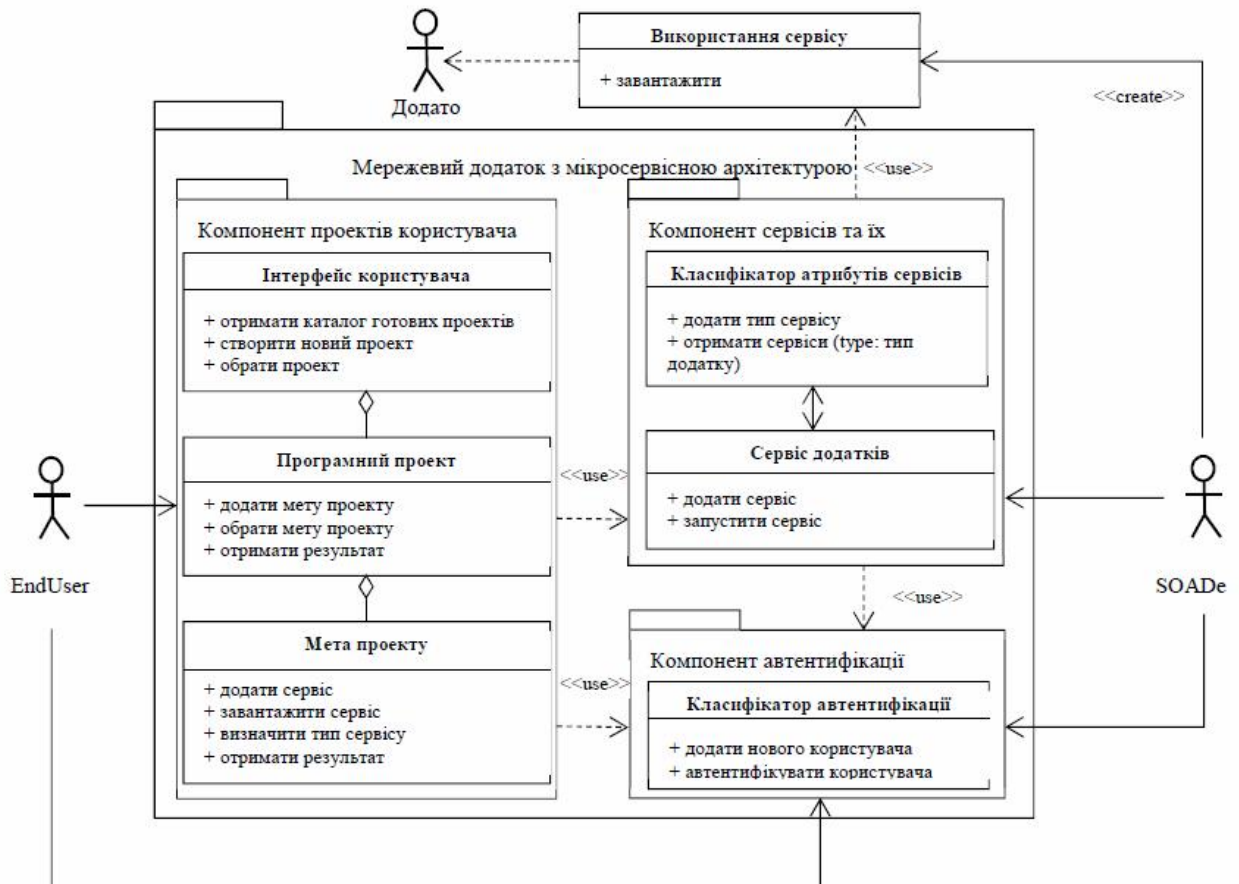 Використання сервісу
+ завантажити
Додато
<<create>>
Мережевий додаток з мікросервісною архітектурою
<<use>>
Компонент проектів користувача
Інтерфейс користувача
+ отримати каталог готових проектів
+ створити новий проект
+ обрати проект
Програмний проект
+ додати мету проекту
+ обрати мету проекту
+ отримати результат
Мета проекту
+ додати сервіс
+ завантажити сервіс
+ визначити тип сервісу
+ отримати результат
<<use>>
<<use>>
Компонент сервісів та їх
Класифікатор атрибутів сервісів
+ додати тип сервісу
+ отримати сервіси (type: тип
додатку)
Сервіс додатків
+ додати сервіс
+ запустити сервіс
<<use>>
Компонент автентифікації
Класифікатор автентифікації
+ додати нового користувача
+ автентифікувати користувача
EndUser
SOADe